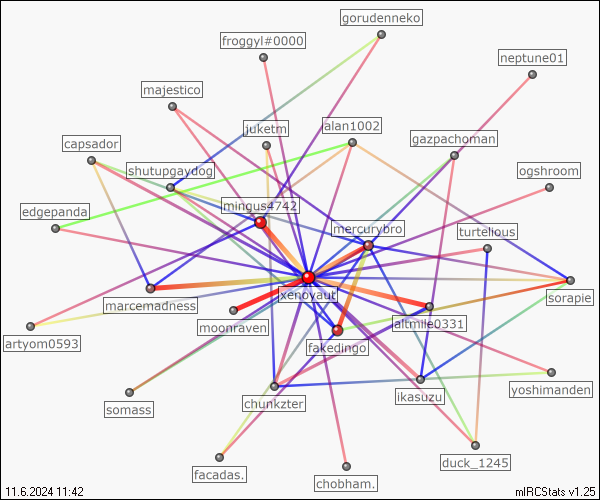 gorudenneko
froggyl#0000
neptune01
majestico
juketm
alan1002
gazpachoman
capsador
shutupgaydog
ogshroom
mingus4742
edgepanda
mercurybro
turtellous
xenoyaut
marcemadness
sorapie
moonraven
altmile0331
artyom0593
fakedingo
somass
chunkzter
ikasuzu
yoshimanden
facadas.
chobham.
duck_1245
11.6.2024 11:42
mIRCStats v1.25